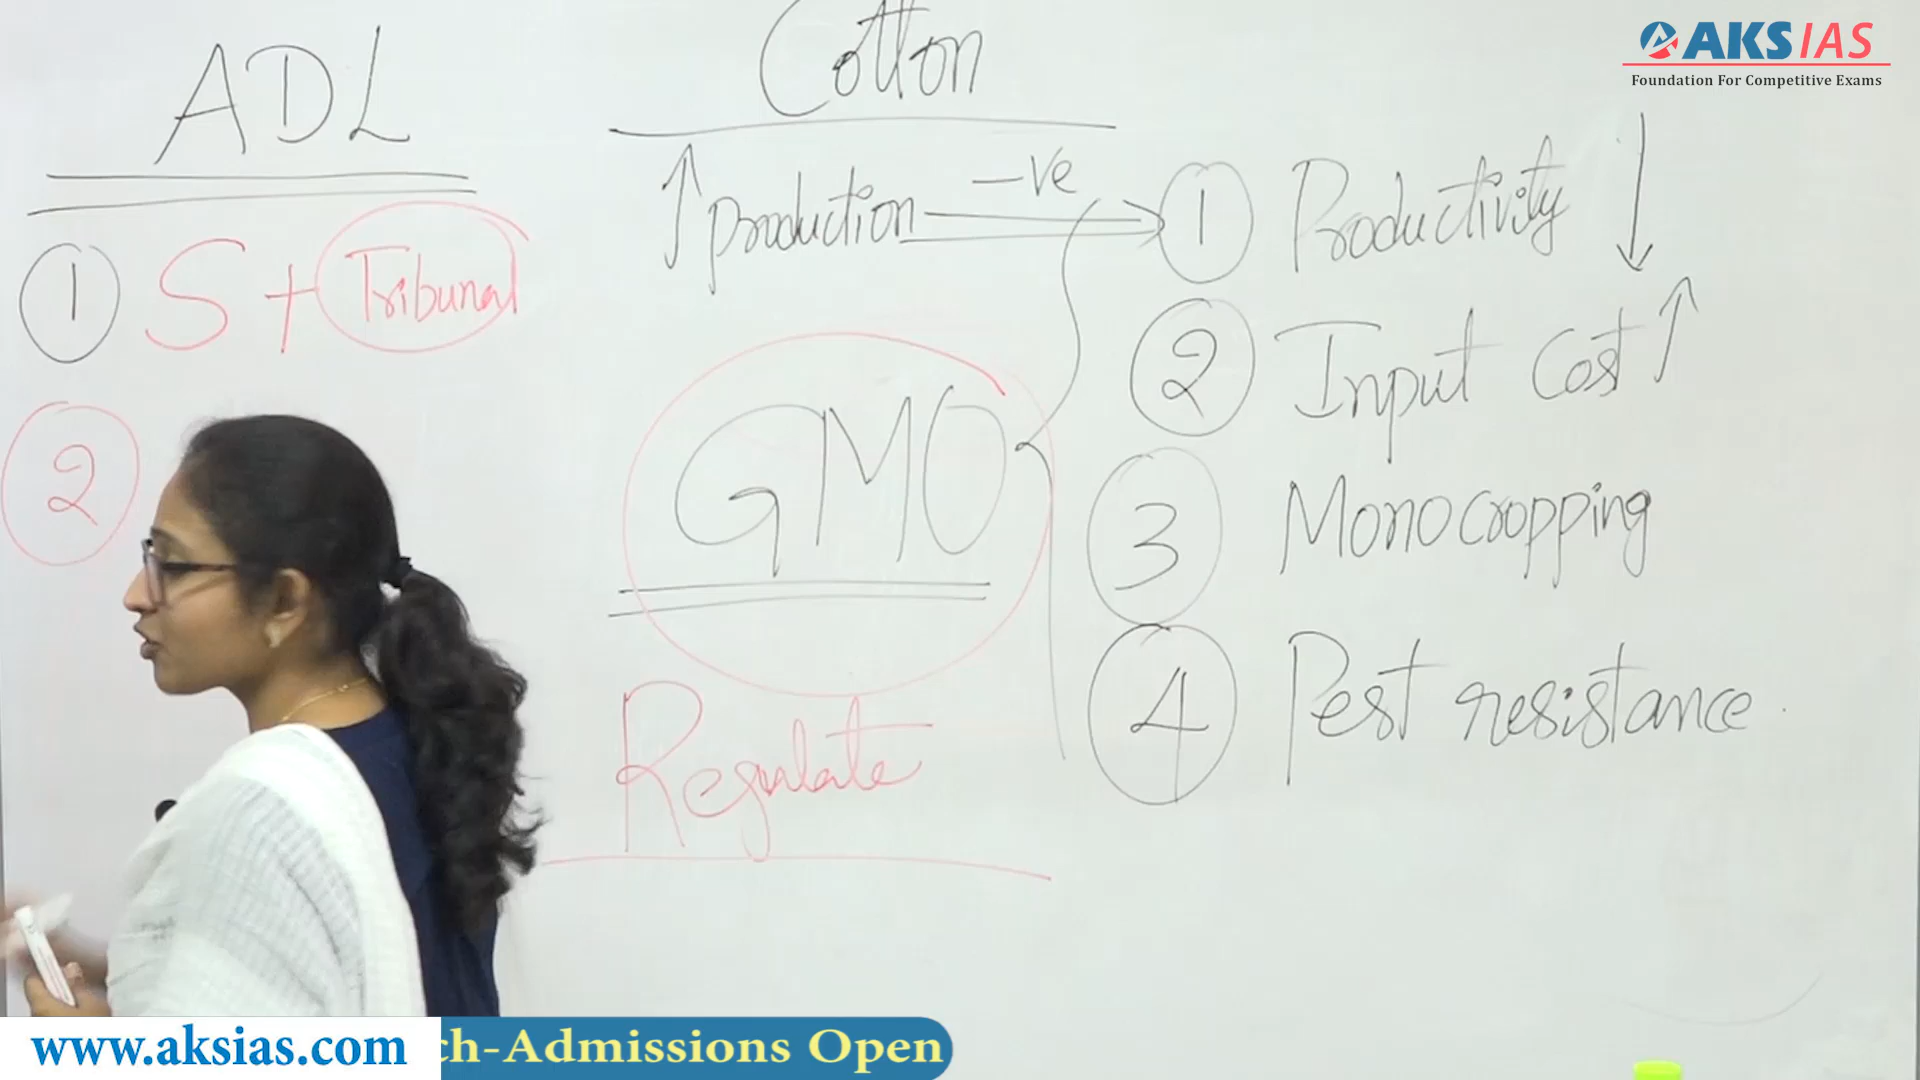 AKS IAS
Foundation For Competitive Exams
ADL
① S + Tribunal
②
Cotton
↑ Production -ve
GMO
Regulate
① Productivity ↓
② Input Cost ↑
③ Monocropping
④ Pest resistance
www.aksias.com
ch-Admissions Open